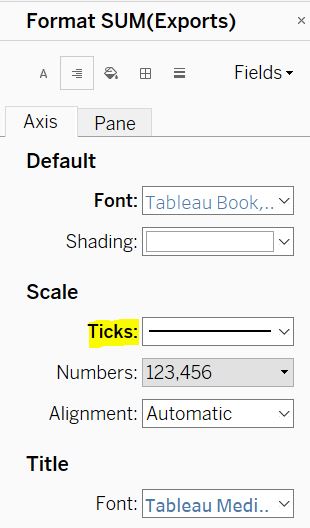 Format SUM(Exports) ×
A Fields
Axis Pane
Default
Font: Tableau Book,..
Shading:
Scale
Ticks:
Numbers: 123,456
Alignment: Automatic
Title
Font: Tableau Medi..